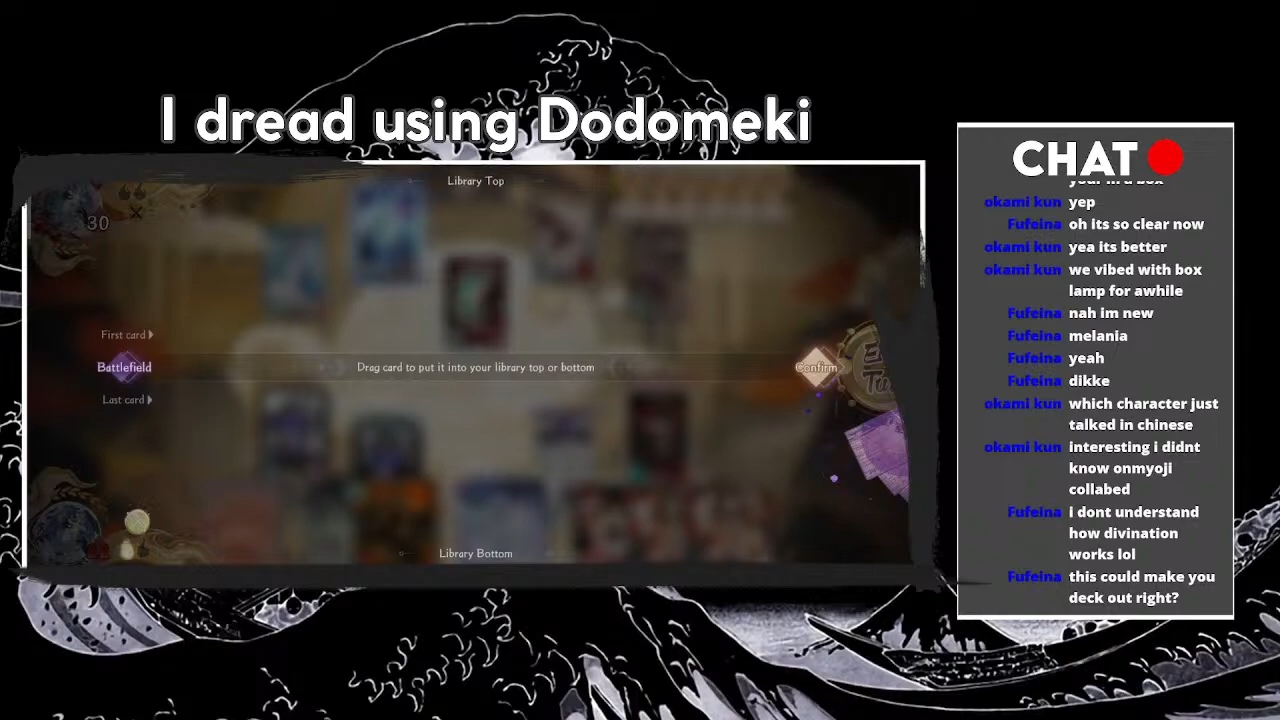 I dread using Dodomeki
Library Top
30
First card
Battlefield
Drag card to put it into your library top or bottom
Confirm
Last card
Library Bottom
CHAT
okami kun yep
Fufeina oh its so clear now
okami kun yea its better
okami kun we vibed with box
lamp for awhile
Fufeina nah im new
Fufeina melania
Fufeina yeah
Fufeina dikke
okami kun which character just
talked in chinese
okami kun interesting i didnt
know onmyoji
collabed
Fufeina i dont understand
how divination
works lol
Fufeina this could make you
deck out right?